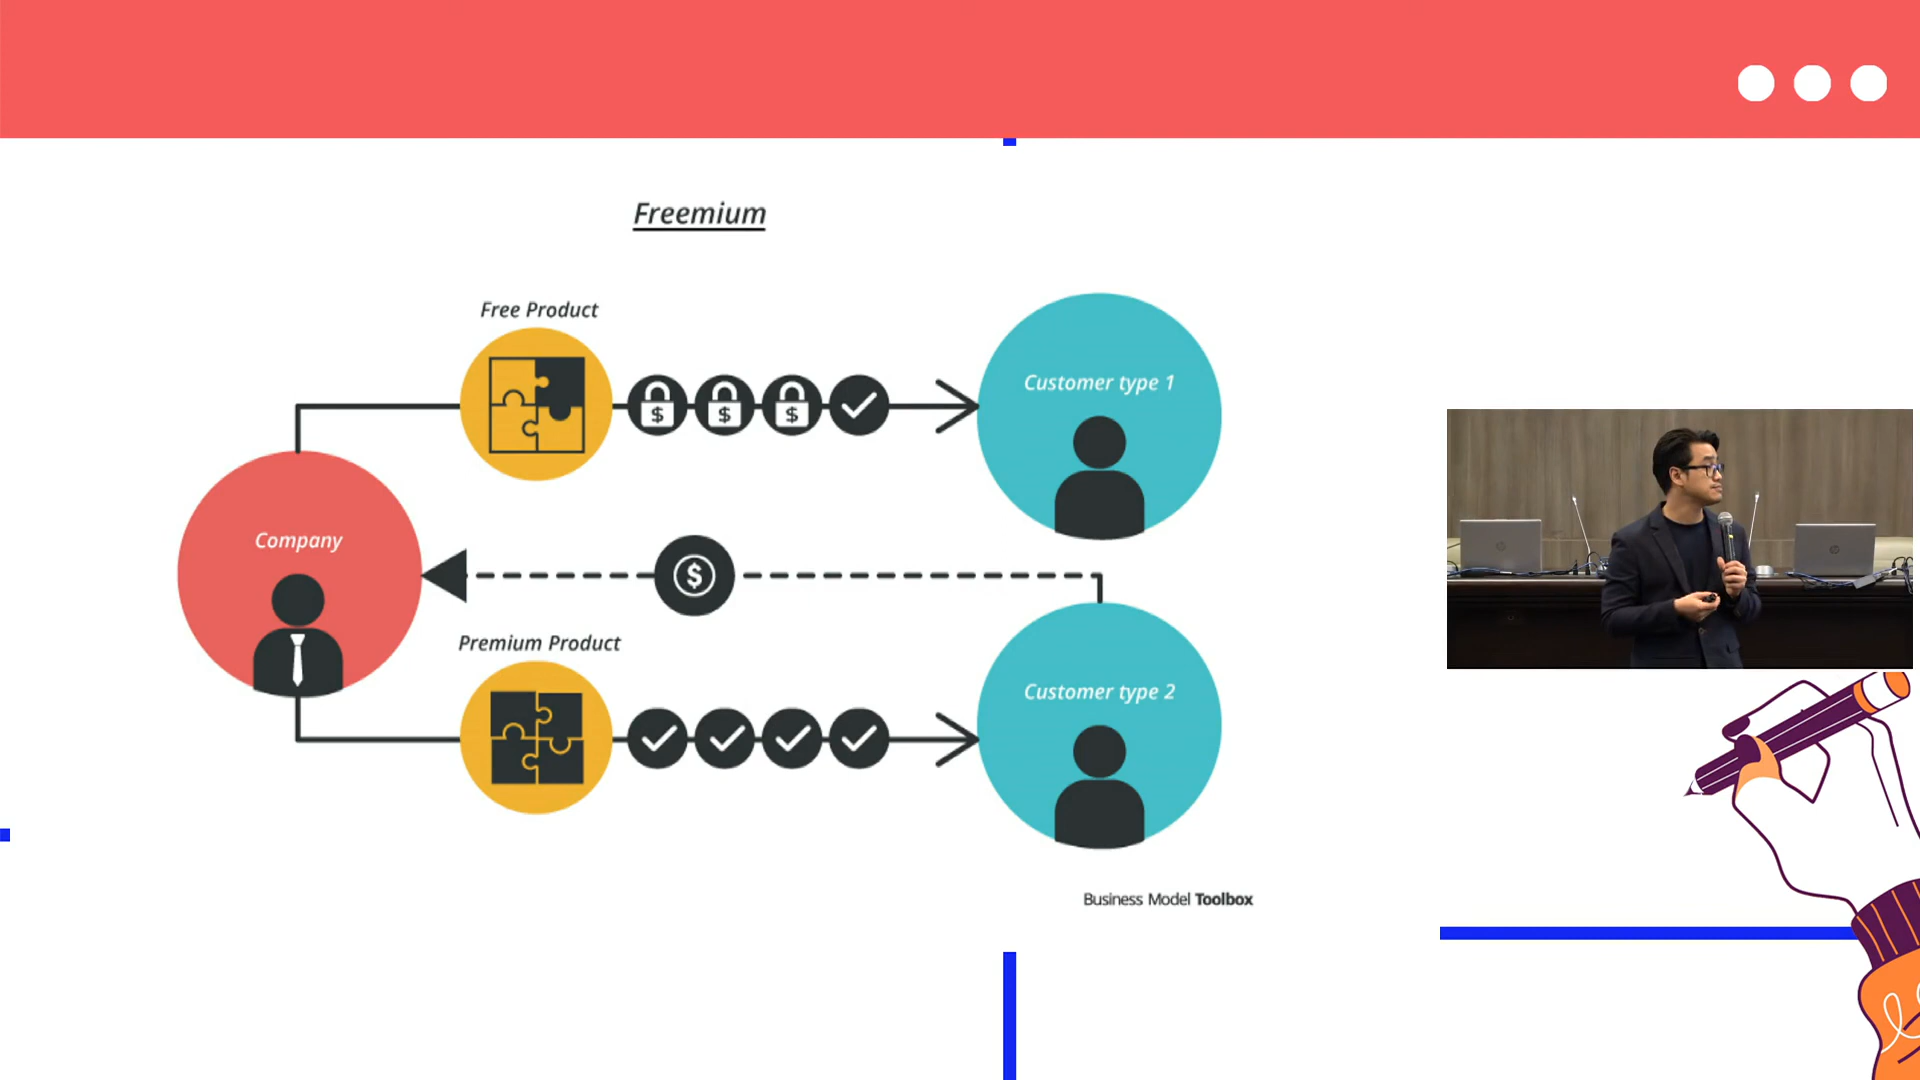 Freemium
Free Product
Customer type 1
Company
$
Premium Product
Customer type 2
Business Model Toolbox